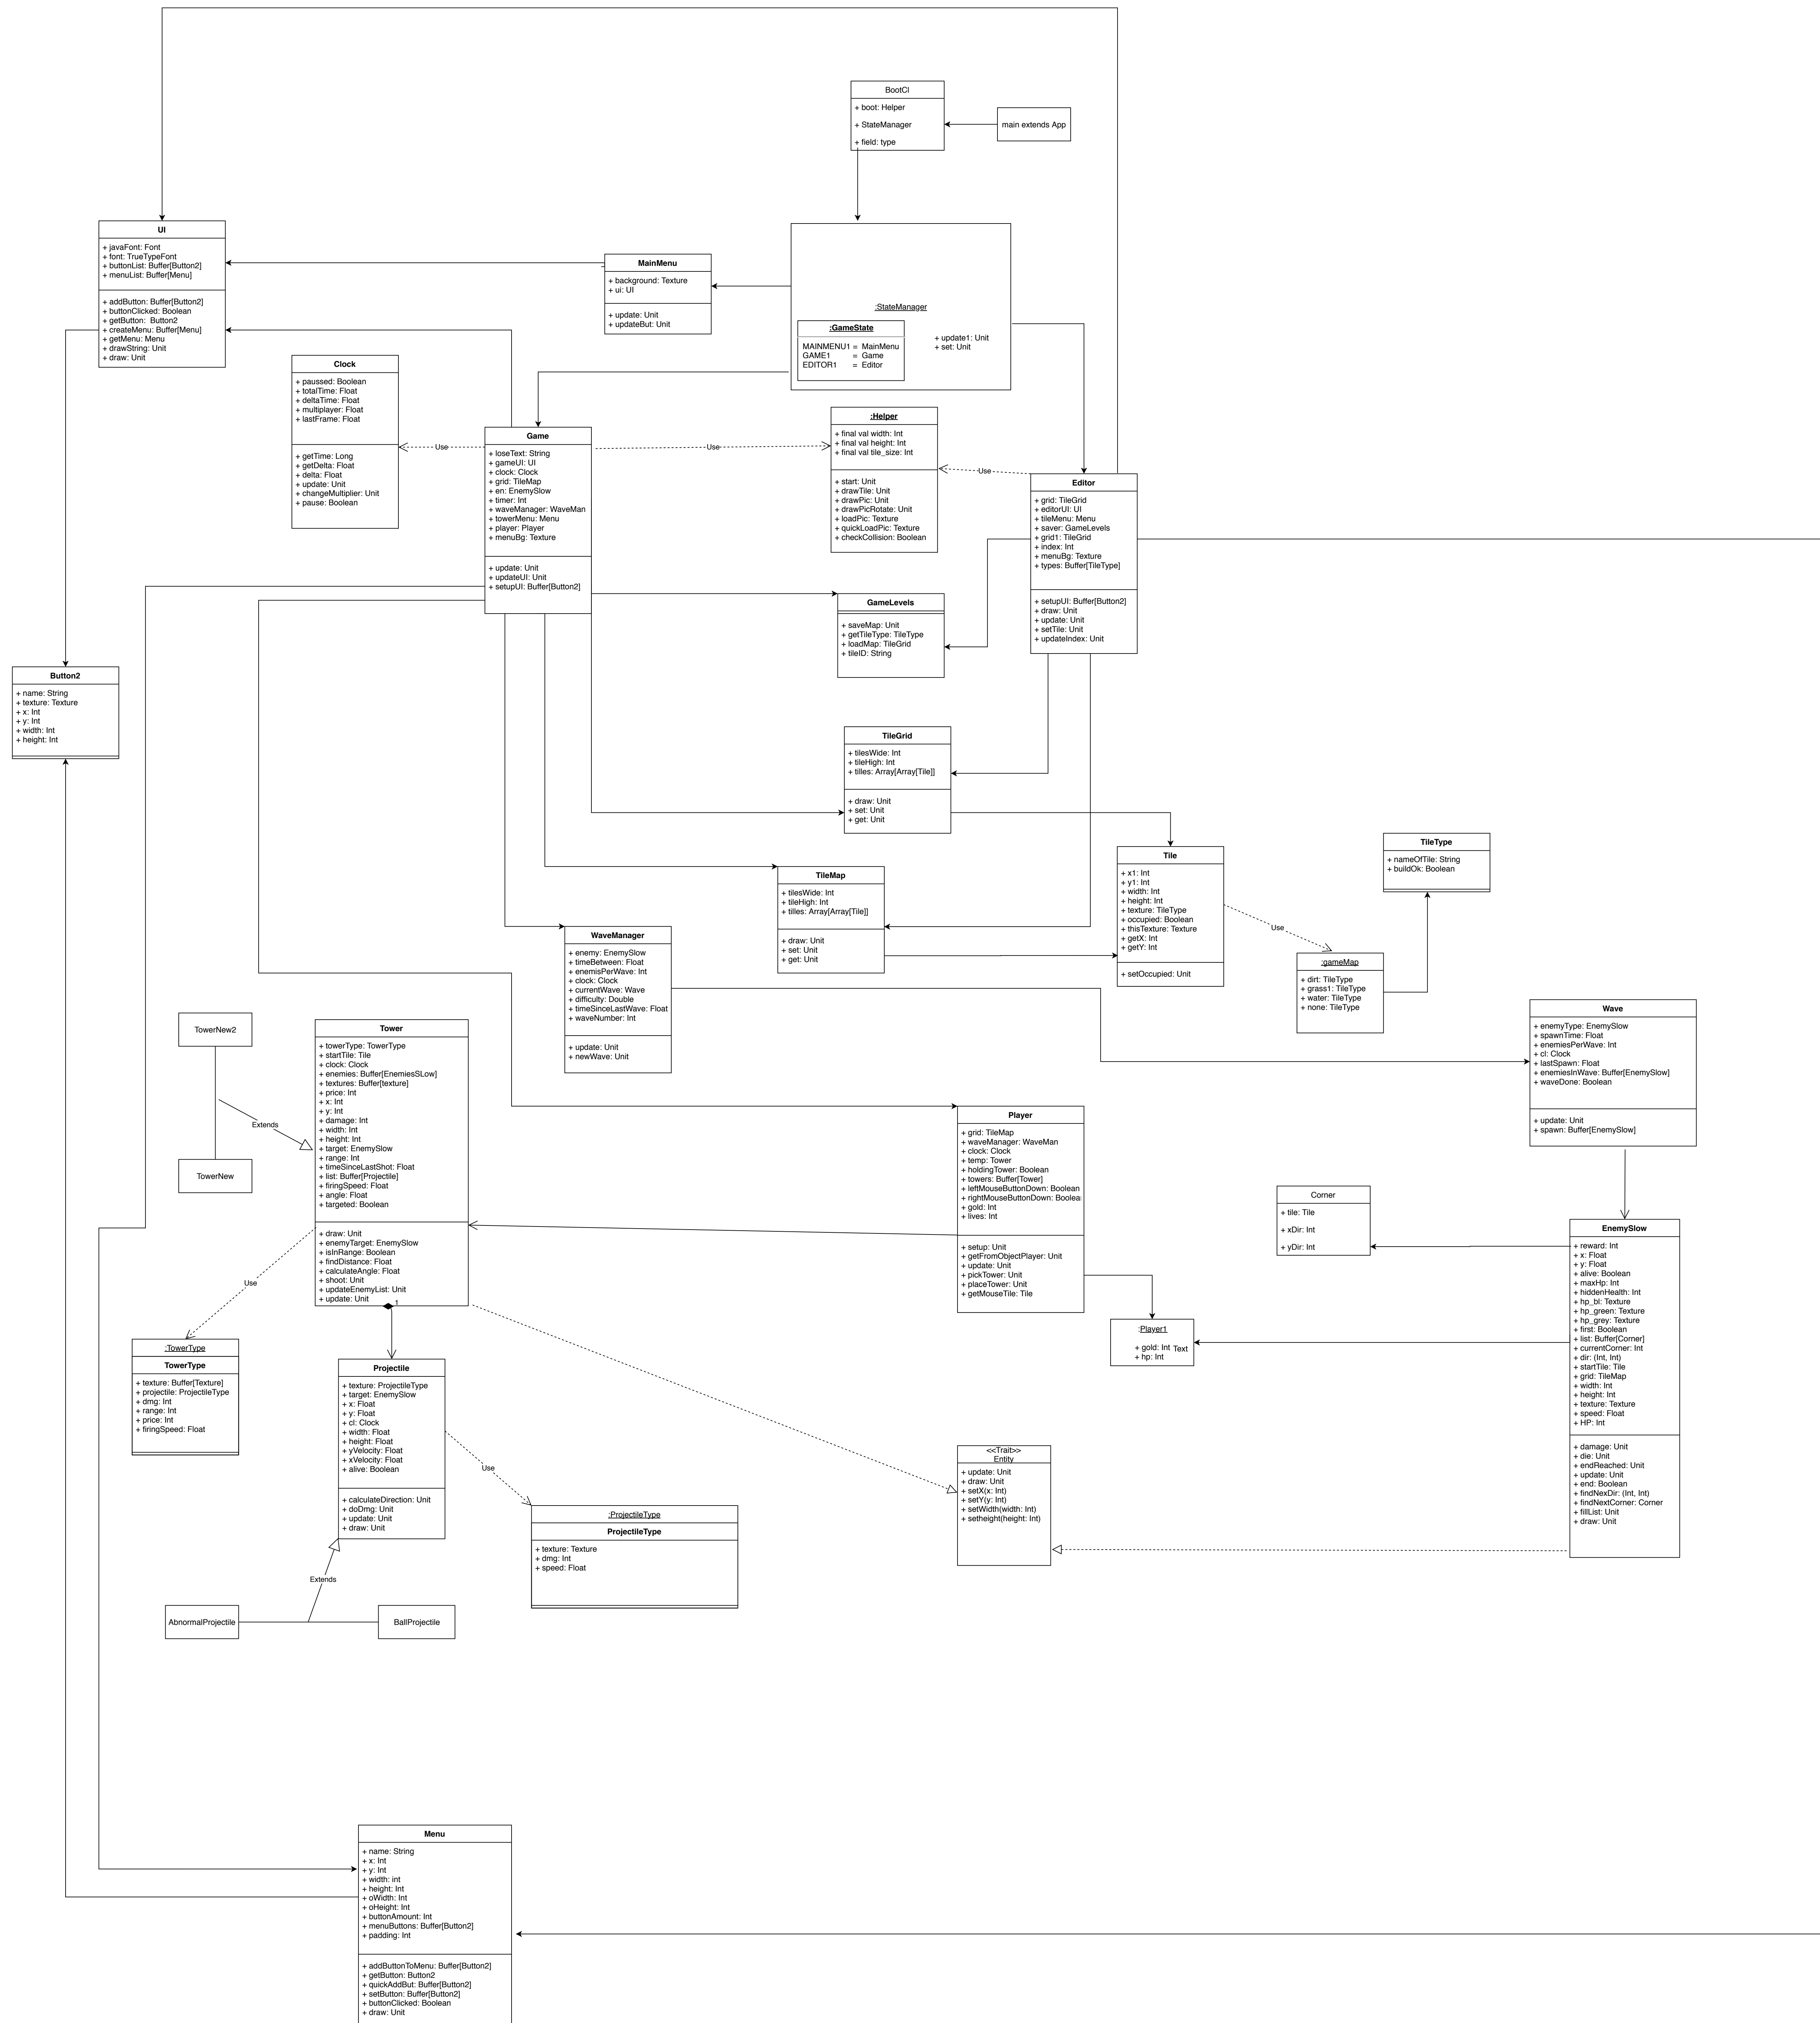 BootCl
+ boot: Helper
+ StateManager
+ field: type
main extends App
UI
+ javaFont: Font
+ font: TrueTypeFont
+ buttonList: Buffer[Button2]
+ menuList: Buffer[Menu]
+ addButton: Buffer[Button2]
+ buttonClicked: Boolean
+ getButton:  Button2
+ createMenu: Buffer[Menu]
+ getMenu: Menu
+ drawString: Unit
+ draw: Unit
MainMenu
+ background: Texture
+ ui: UI
+ update: Unit
+ updateBut: Unit
:StateManager
:GameState
MAINMENU1 = MainMenu
GAME1 = Game
EDITOR1 = Editor
+ update1: Unit
+ set: Unit
Clock
+ paussed: Boolean
+ totalTime: Float
+ deltaTime: Float
+ multiplayer: Float
+ lastFrame: Float
+ getTime: Long
+ getDelta: Float
+ delta: Float
+ update: Unit
+ changeMultiplier: Unit
+ pause: Boolean
Use
Game
+ loseText: String
+ gameUI: UI
+ clock: Clock
+ grid: TileMap
+ en: EnemySlow
+ timer: Int
+ waveManager: WaveMan
+ towerMenu: Menu
+ player: Player
+ menuBg: Texture
+ update: Unit
+ updateUI: Unit
+ setupUI: Buffer[Button2]
Use
:Helper
+ final val width: Int
+ final val height: Int
+ final val tile_size: Int
+ start: Unit
+ drawTile: Unit
+ drawPic: Unit
+ drawPicRotate: Unit
+ loadPic: Texture
+ quickLoadPic: Texture
+ checkCollision: Boolean
Use
Editor
+ grid: TileGrid
+ editorUI: UI
+ tileMenu: Menu
+ saver: GameLevels
+ grid1: TileGrid
+ index: Int
+ menuBg: Texture
+ types: Buffer[TileType]
+ setupUI: Buffer[Button2]
+ draw: Unit
+ update: Unit
+ setTile: Unit
+ updateIndex: Unit
GameLevels
+ saveMap: Unit
+ getTileType: TileType
+ loadMap: TileGrid
+ tileID: String
Button2
+ name: String
+ texture: Texture
+ x: Int
+ y: Int
+ width: Int
+ height: Int
TileGrid
+ tilesWide: Int
+ tileHigh: Int
+ tilles: Array[Array[Tile]]
+ draw: Unit
+ set: Unit
+ get: Unit
TileMap
+ tilesWide: Int
+ tileHigh: Int
+ tilles: Array[Array[Tile]]
+ draw: Unit
+ set: Unit
+ get: Unit
Tile
+ x1: Int
+ y1: Int
+ width: Int
+ height: Int
+ texture: TileType
+ occupied: Boolean
+ thisTexture: Texture
+ getX: Int
+ getY: Int
+ setOccupied: Unit
TileType
+ nameOfTile: String
+ buildOk: Boolean
Use
:gameMap
+ dirt: TileType
+ grass1: TileType
+ water: TileType
+ none: TileType
WaveManager
+ enemy: EnemySlow
+ timeBetween: Float
+ enemisPerWave: Int
+ clock: Clock
+ currentWave: Wave
+ difficulty: Double
+ timeSinceLastWave: Float
+ waveNumber: Int
+ update: Unit
+ newWave: Unit
Wave
+ enemyType: EnemySlow
+ spawnTime: Float
+ enemiesPerWave: Int
+ cl: Clock
+ lastSpawn: Float
+ enemiesInWave: Buffer[EnemySlow]
+ waveDone: Boolean
+ update: Unit
+ spawn: Buffer[EnemySlow]
TowerNew2
Extends
TowerNew
Tower
+ towerType: TowerType
+ startTile: Tile
+ clock: Clock
+ enemies: Buffer[EnemiesSLow]
+ textures: Buffer[texture]
+ price: Int
+ x: Int
+ y: Int
+ damage: Int
+ width: Int
+ height: Int
+ target: EnemySlow
+ range: Int
+ timeSinceLastShot: Float
+ list: Buffer[Projectile]
+ firingSpeed: Float
+ angle: Float
+ targeted: Boolean
+ draw: Unit
+ enemyTarget: EnemySlow
+ isInRange: Boolean
+ findDistance: Float
+ calculateAngle: Float
+ shoot: Unit
+ updateEnemyList: Unit
+ update: Unit
1
Player
+ grid: TileMap
+ waveManager: WaveMan
+ clock: Clock
+ temp: Tower
+ holdingTower: Boolean
+ towers: Buffer[Tower]
+ leftMouseButtonDown: Boolean
+ rightMouseButtonDown: Boolea
+ gold: Int
+ lives: Int
+ setup: Unit
+ getFromObjectPlayer: Unit
+ update: Unit
+ pickTower: Unit
+ placeTower: Unit
+ getMouseTile: Tile
Corner
+ tile: Tile
+ xDir: Int
+ yDir: Int
EnemySlow
+ reward: Int
+ x: Float
+ y: Float
+ alive: Boolean
+ maxHp: Int
+ hiddenHealth: Int
+ hp_bl: Texture
+ hp_green: Texture
+ hp_grey: Texture
+ first: Boolean
+ list: Buffer[Corner]
+ currentCorner: Int
+ dir: (Int, Int)
+ startTile: Tile
+ grid: TileMap
+ width: Int
+ height: Int
+ texture: Texture
+ speed: Float
+ HP: Int
+ damage: Unit
+ die: Unit
+ endReached: Unit
+ update: Unit
+ end: Boolean
+ findNexDir: (Int, Int)
+ findNextCorner: Corner
+ fillList: Unit
+ draw: Unit
:Player1
+ gold: Int Text
+ hp: Int
Use
:TowerType
TowerType
+ texture: Buffer[Texture]
+ projectile: ProjectileType
+ dmg: Int
+ range: Int
+ price: Int
+ firingSpeed: Float
Projectile
+ texture: ProjectileType
+ target: EnemySlow
+ x: Float
+ y: Float
+ cl: Clock
+ width: Float
+ height: Float
+ yVelocity: Float
+ xVelocity: Float
+ alive: Boolean
+ calculateDirection: Unit
+ doDmg: Unit
+ update: Unit
+ draw: Unit
Use
:ProjectileType
ProjectileType
+ texture: Texture
+ dmg: Int
+ speed: Float
<<Trait>>
Entity
+ update: Unit
+ draw: Unit
+ setX(x: Int)
+ setY(y: Int)
+ setWidth(width: Int)
+ setheight(height: Int)
Extends
AbnormalProjectile
BallProjectile
Menu
+ name: String
+ x: Int
+ y: Int
+ width: int
+ height: Int
+ oWidth: Int
+ oHeight: Int
+ buttonAmount: Int
+ menuButtons: Buffer[Button2]
+ padding: Int
+ addButtonToMenu: Buffer[Button2]
+ getButton: Button2
+ quickAddBut: Buffer[Button2]
+ setButton: Buffer[Button2]
+ buttonClicked: Boolean
+ draw: Unit